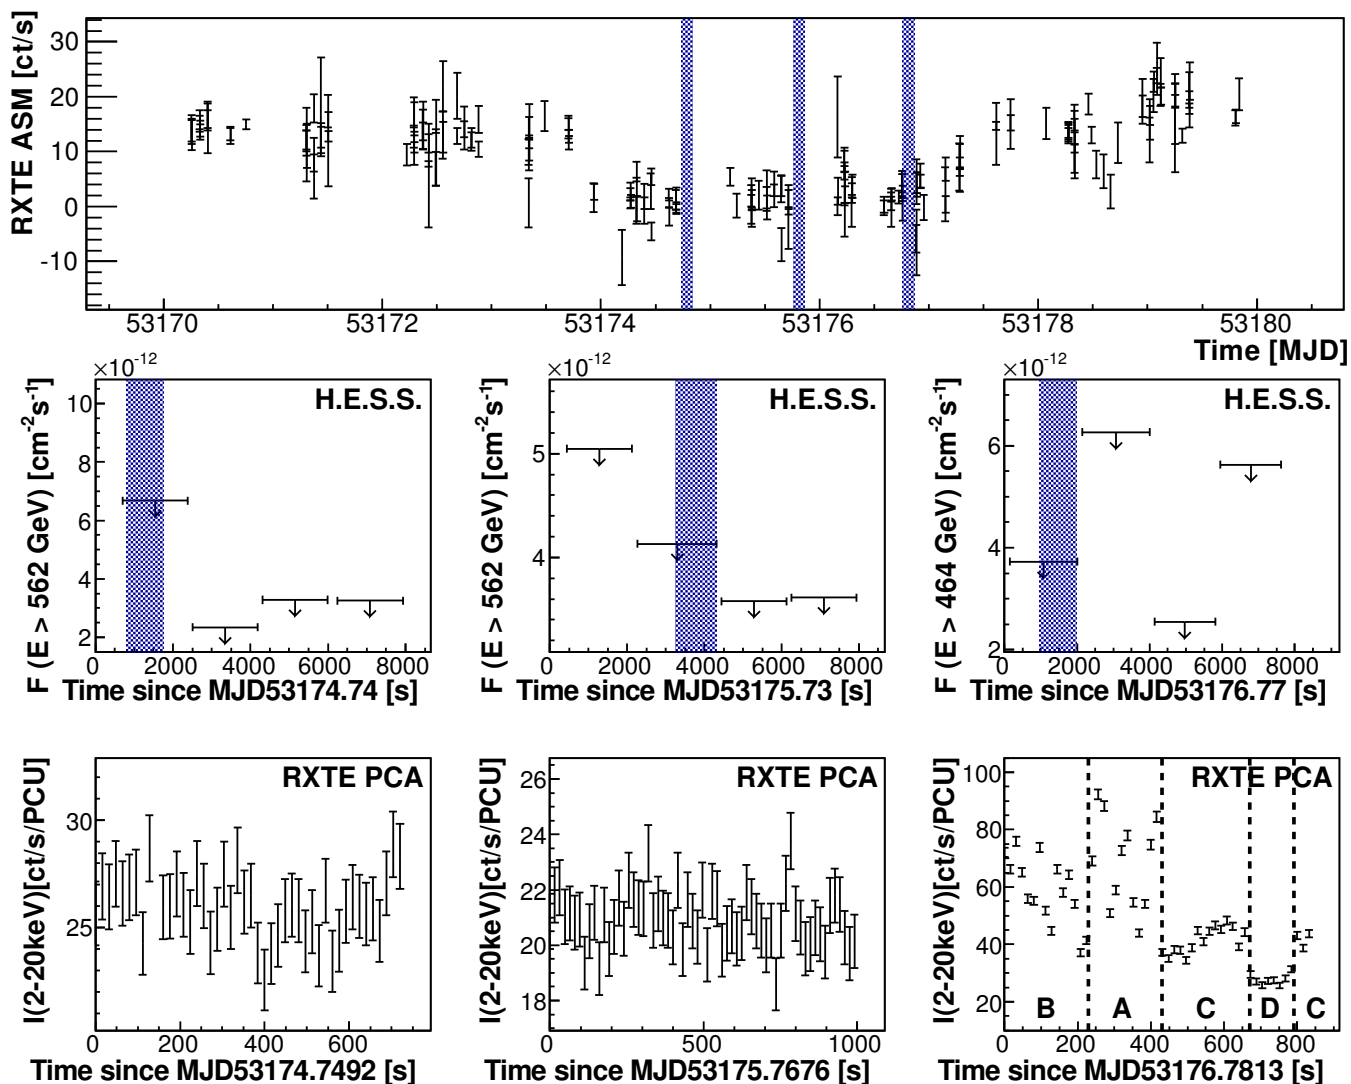 RXTE ASM [ct/s]
30
20
10
0
-10
53170 53172 53174 53176 53178 53180
Time [MJD]
×10⁻¹²
F (E > 562 GeV) [cm⁻²s⁻¹]
H.E.S.S.
10
8
6
4
2
0 2000 4000 6000 8000
Time since MJD53174.74 [s]
×10⁻¹²
F (E > 562 GeV) [cm⁻²s⁻¹]
H.E.S.S.
5
4
0 2000 4000 6000 8000
Time since MJD53175.73 [s]
×10⁻¹²
F (E > 464 GeV) [cm⁻²s⁻¹]
H.E.S.S.
6
4
2
0 2000 4000 6000 8000
Time since MJD53176.77 [s]
I(2-20keV)[ct/s/PCU]
RXTE PCA
30
25
0 200 400 600
Time since MJD53174.7492 [s]
I(2-20keV)[ct/s/PCU]
RXTE PCA
26
24
22
20
18
0 500 1000
Time since MJD53175.7676 [s]
I(2-20keV)[ct/s/PCU]
RXTE PCA
100
80
60
40
20
B A C D C
0 200 400 600 800
Time since MJD53176.7813 [s]